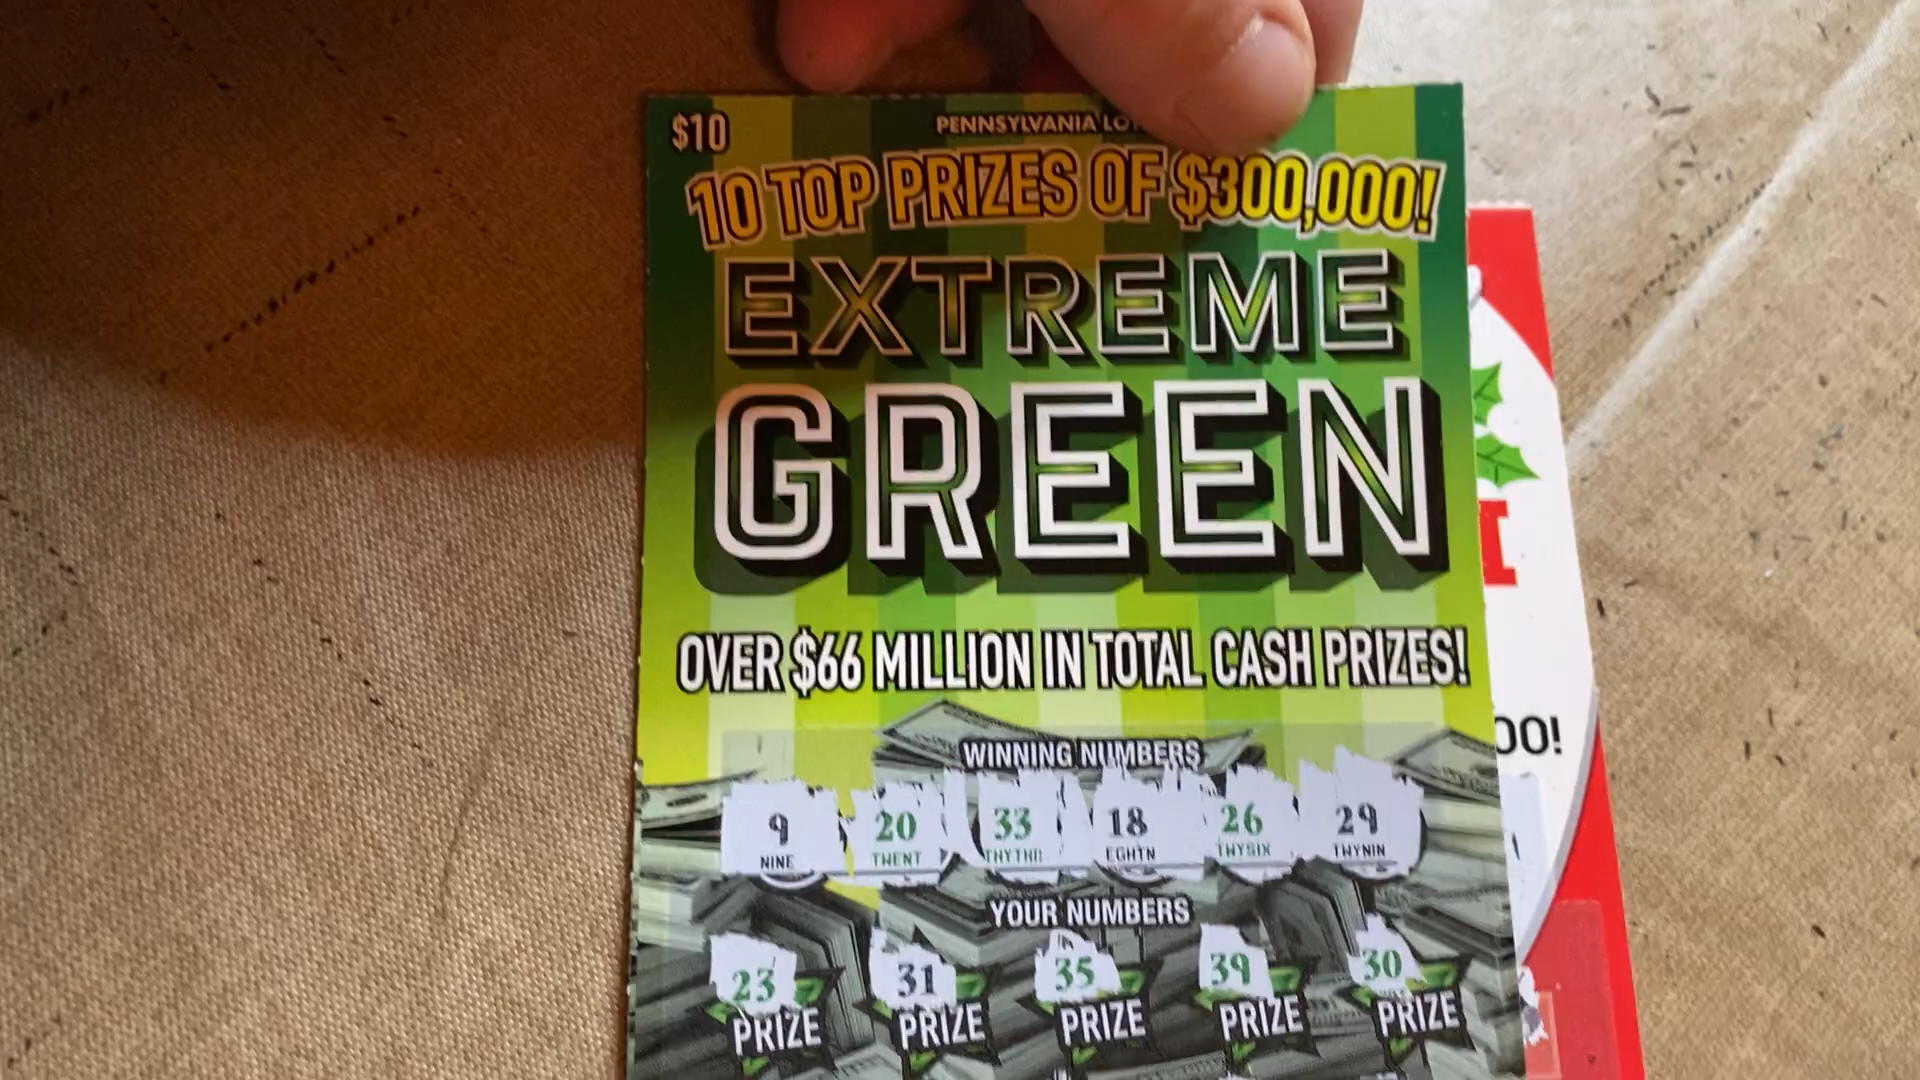 $10
PENNSYLVANIA
10 TOP PRIZES OF $300,000!
EXTREME
GREEN
OVER $66 MILLION IN TOTAL CASH PRIZES!
WINNING NUMBERS
9 20 33 18 26 29
NINE TWENT THYTHR EGHTN TWYSIX TWYNIN
YOUR NUMBERS
23 31 35 39 30
PRIZE PRIZE PRIZE PRIZE PRIZE
00!